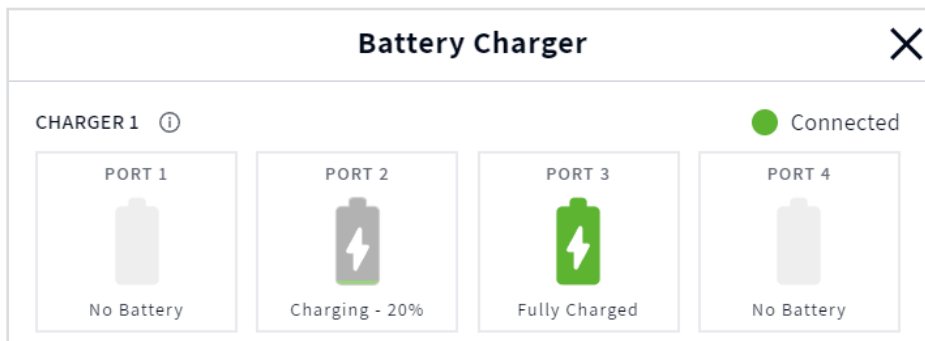 Battery Charger
CHARGER 1
Connected
PORT 1
PORT 2
PORT 3
PORT 4
No Battery
Charging - 20%
Fully Charged
No Battery